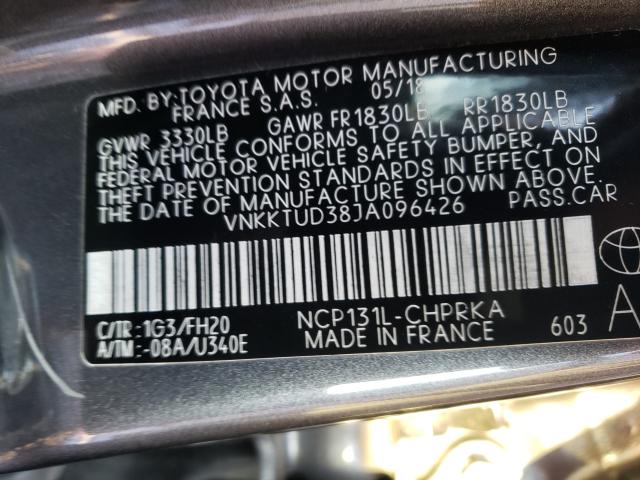 MFD. BY:TOYOTA MOTOR MANUFACTURING
FRANCE S.A.S. 05/18
GVWR 3330LB GAWR FR1830LB RR1830LB
THIS VEHICLE CONFORMS TO ALL APPLICABLE
FEDERAL MOTOR VEHICLE SAFETY BUMPER, AND
THEFT PREVENTION STANDARDS IN EFFECT ON
THE DATE OF MANUFACTURE SHOWN ABOVE.
VNKKTUD38JA096426 PASS.CAR
C/TR: 1G3/FH20 NCP131L-CHPRKA
A/TM: -08A/U340E MADE IN FRANCE 603 A